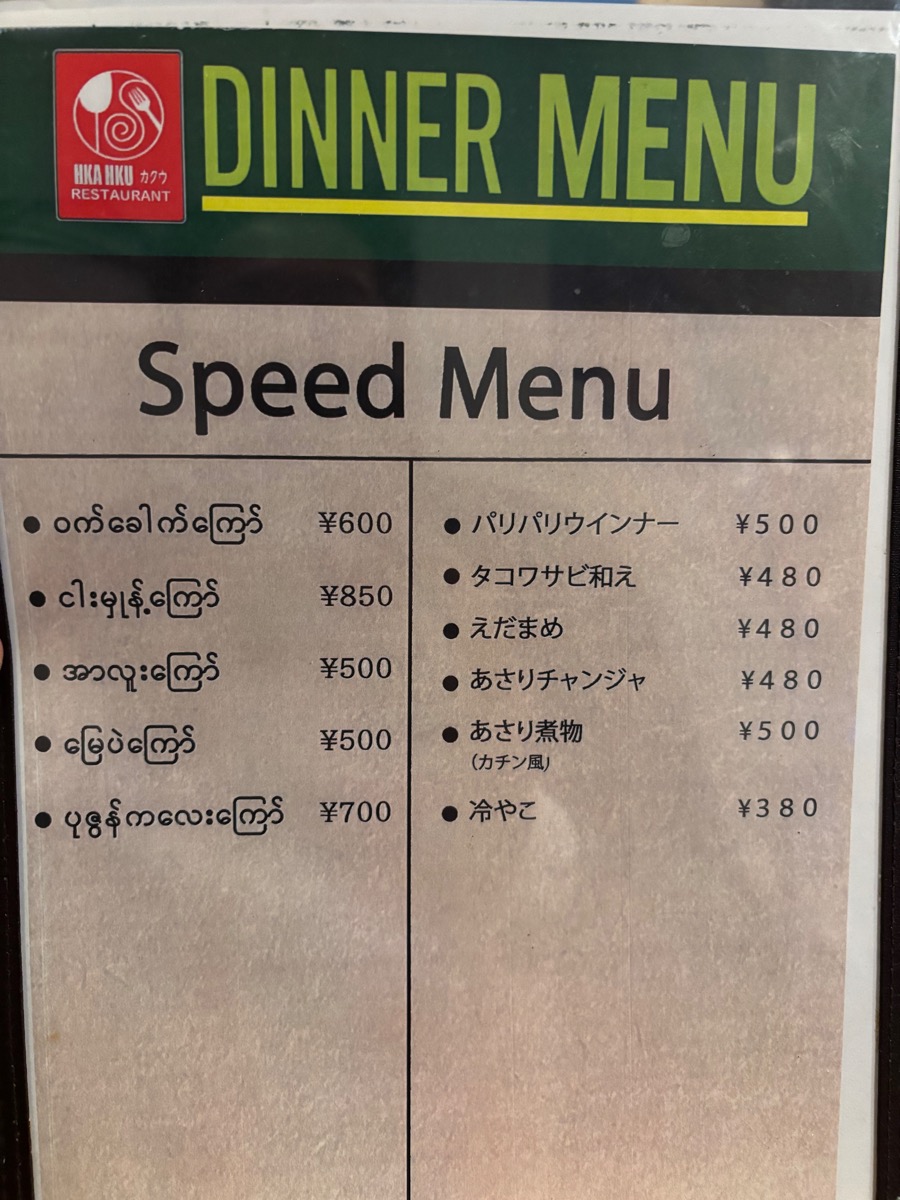 HKA HKU カクウ
RESTAURANT
DINNER MENU
Speed Menu
● ဝက်ခေါက်ကြော် ¥600
● ငါးမှုန့်ကြော် ¥850
● အာလူးကြော် ¥500
● မြေပဲကြော် ¥500
● ပုဇွန်ကလေးကြော် ¥700
● パリパリウインナー ¥500
● タコワサビ和え ¥480
● えだまめ ¥480
● あさりチャンジャ ¥480
● あさり煮物 ¥500
(カチン風)
●冷やこ ¥380